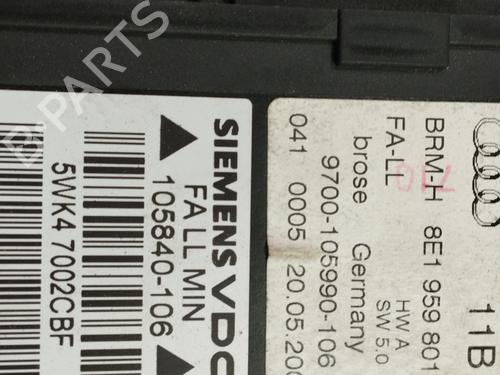 B-PARTS
SIEMENS VDO
FA LL MIN
105840-106
5WK4 7002CBF
11B
BRM-H 8E1 959 801
FA-LL HW A
SW 5.0
brose Germany
9700-105990-106
041 0005 20.05.200